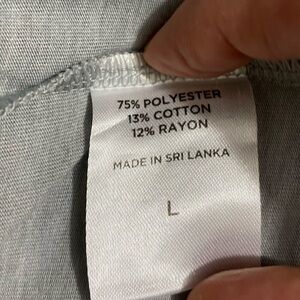 75% POLYESTER
13% COTTON
12% RAYON
MADE IN SRI LANKA
L